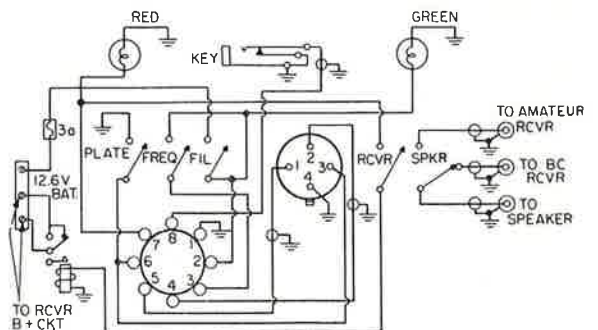 RED
GREEN
KEY
3a
PLATE
FREQ
FIL
1
2
3
4
RCVR
SPKR
TO AMATEUR
RCVR
TO BC
RCVR
TO
SPEAKER
12.6V
BAT.
7
8
1
6
2
5
4
3
TO RCVR
B + CKT